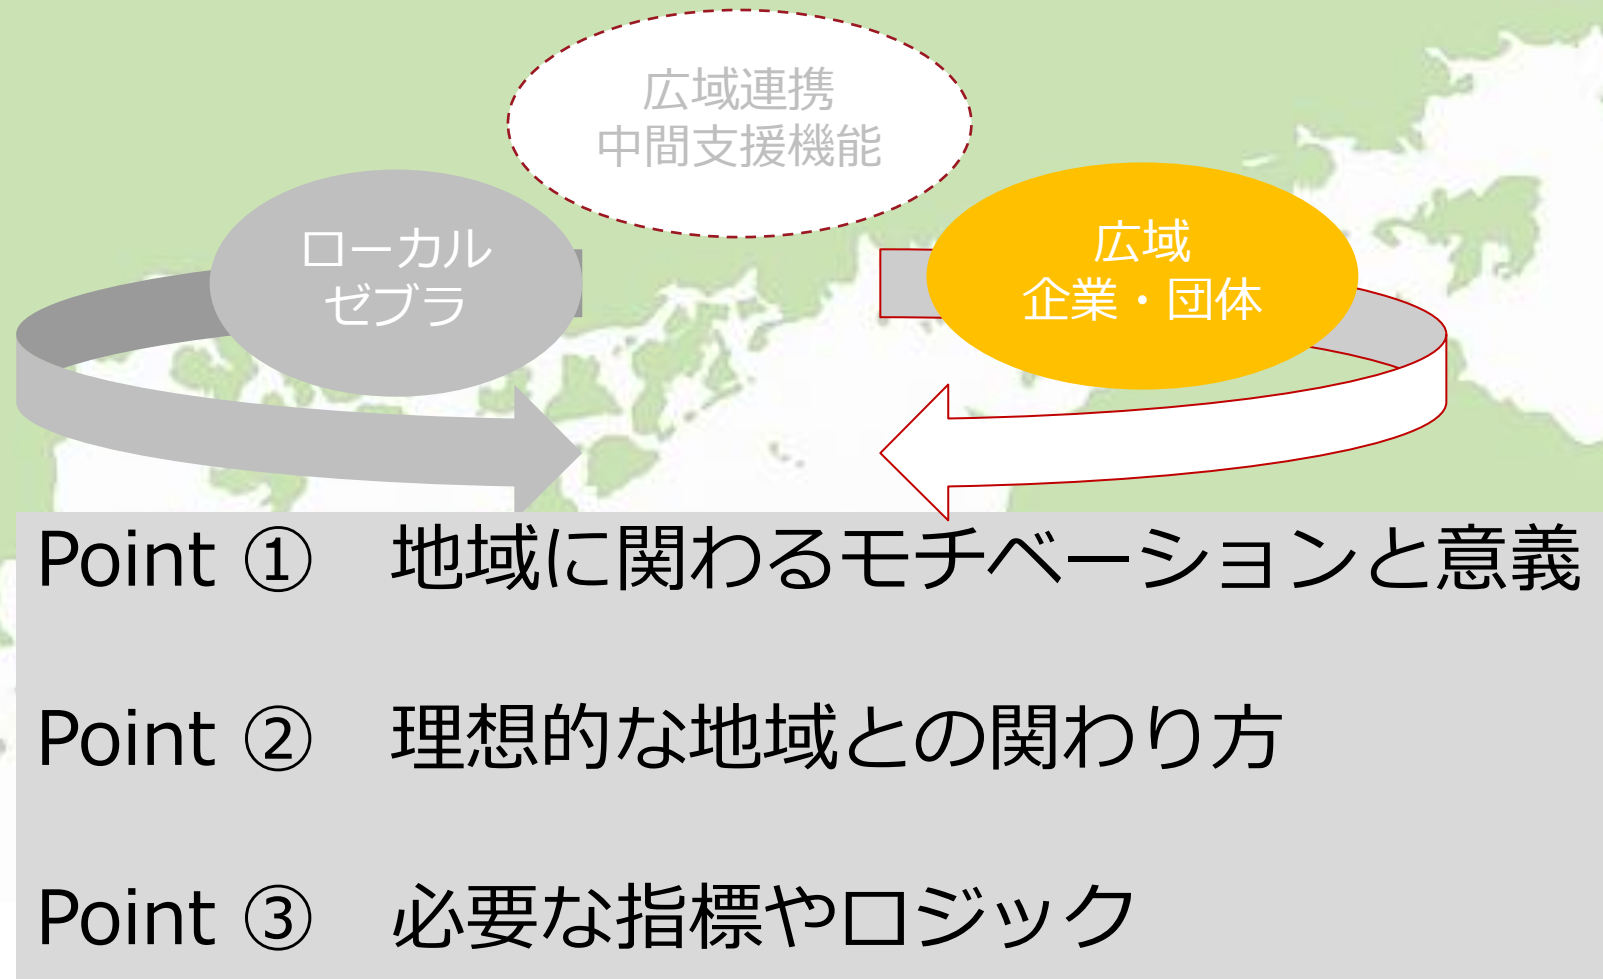 広域連携
中間支援機能
ローカル
ゼブラ
広域
企業・団体
Point ①　地域に関わるモチベーションと意義
Point ②　理想的な地域との関わり方
Point ③　必要な指標やロジック